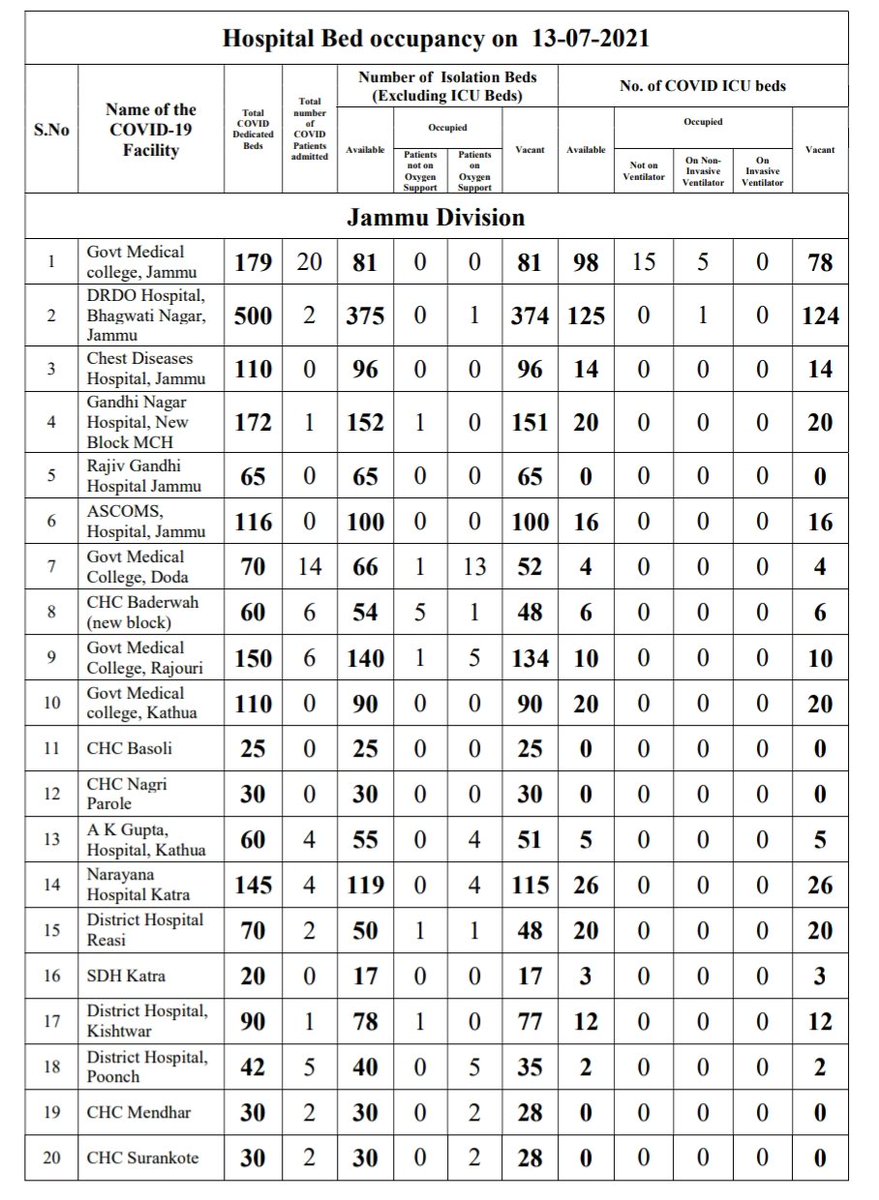 Hospital Bed occupancy on 13-07-2021
S.No
Name of the
COVID-19
Facility
Total
COVID
Dedicated
Beds
Total
number
of
COVID
Patients
admitted
Number of Isolation Beds
(Excluding ICU Beds)
No. of COVID ICU beds
Available
Occupied
Patients
not on
Oxygen
Support
Patients
on
Oxygen
Support
Vacant
Available
Occupied
Not on
Ventilator
On Non-
Invasive
Ventilator
On
Invasive
Ventilator
Vacant
Jammu Division
1 Govt Medical
college, Jammu 179 20 81 0 0 81 98 15 5 0 78
2 DRDO Hospital,
Bhagwati Nagar,
Jammu 500 2 375 0 1 374 125 0 1 0 124
3 Chest Diseases
Hospital, Jammu 110 0 96 0 0 96 14 0 0 0 14
4 Gandhi Nagar
Hospital, New
Block MCH 172 1 152 1 0 151 20 0 0 0 20
5 Rajiv Gandhi
Hospital Jammu 65 0 65 0 0 65 0 0 0 0 0
6 ASCOMS,
Hospital, Jammu 116 0 100 0 0 100 16 0 0 0 16
7 Govt Medical
College, Doda 70 14 66 1 13 52 4 0 0 0 4
8 CHC Baderwah
(new block) 60 6 54 5 1 48 6 0 0 0 6
9 Govt Medical
College, Rajouri 150 6 140 1 5 134 10 0 0 0 10
10 Govt Medical
college, Kathua 110 0 90 0 0 90 20 0 0 0 20
11 CHC Basoli 25 0 25 0 0 25 0 0 0 0 0
12 CHC Nagri
Parole 30 0 30 0 0 30 0 0 0 0 0
13 A K Gupta,
Hospital, Kathua 60 4 55 0 4 51 5 0 0 0 5
14 Narayana
Hospital Katra 145 4 119 0 4 115 26 0 0 0 26
15 District Hospital
Reasi 70 2 50 1 1 48 20 0 0 0 20
16 SDH Katra 20 0 17 0 0 17 3 0 0 0 3
17 District Hospital,
Kishtwar 90 1 78 1 0 77 12 0 0 0 12
18 District Hospital,
Poonch 42 5 40 0 5 35 2 0 0 0 2
19 CHC Mendhar 30 2 30 0 2 28 0 0 0 0 0
20 CHC Surankote 30 2 30 0 2 28 0 0 0 0 0